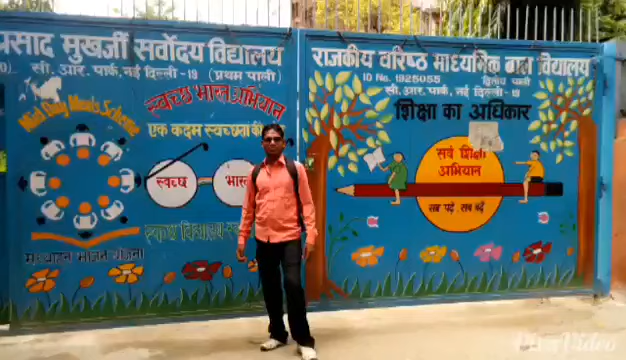 प्रसाद मुखर्जी सर्वोदय विद्यालय
सी. आर. पार्क, नई दिल्ली - 19 (प्रथम पाली)
Mid Day Meals Scheme
स्वच्छ भारत अभियान
एक कदम स्वच्छता की
स्वच्छ
भार
मध्याहन भोजन योजना
राजकीय वरिष्ठ माध्यमिक बाल विद्यालय
ID No. 1925055
द्वितीय पाली
सी. आर. पार्क, नई दिल्ली - 19
शिक्षा का अधिकार
सर्व शिक्षा
अभियान
सब पढ़ें, सब बढ़ें
VivaVideo